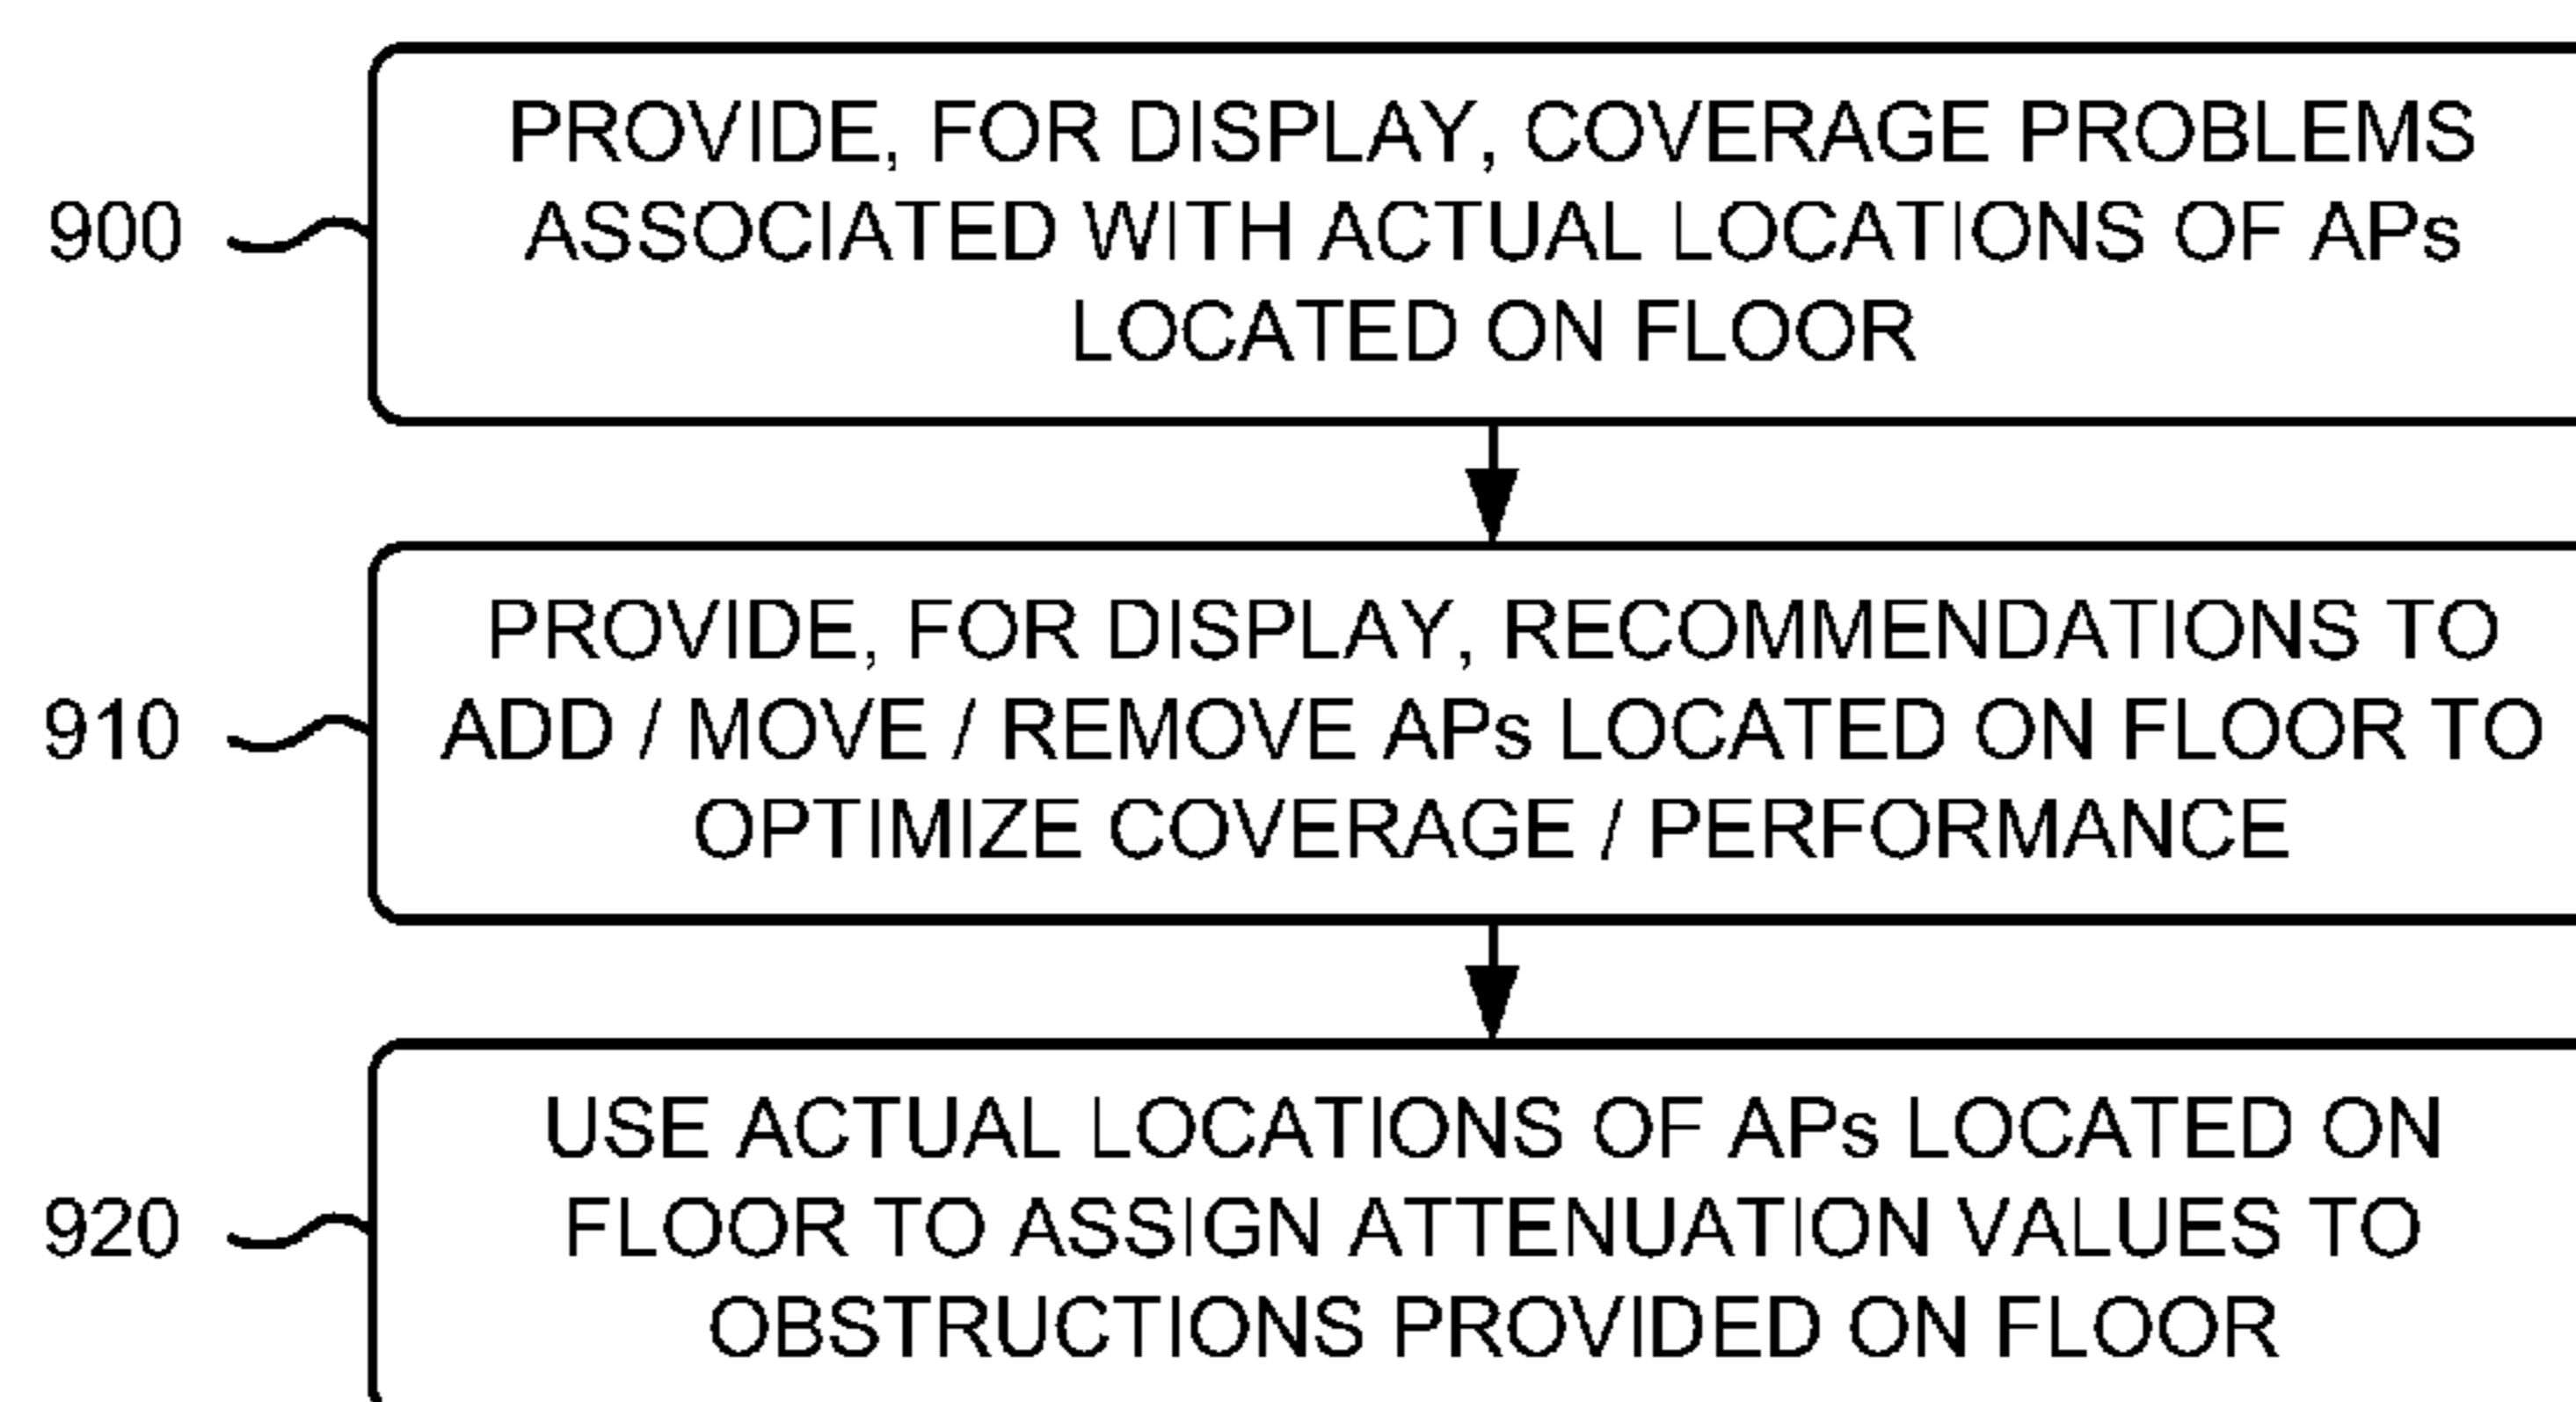 PROVIDE, FOR DISPLAY, COVERAGE PROBLEMS
900
ASSOCIATED WITH ACTUAL LOCATIONS OF APs
LOCATED ON FLOOR
PROVIDE, FOR DISPLAY, RECOMMENDATIONS TO
910
ADD / MOVE / REMOVE APs LOCATED ON FLOOR TO
OPTIMIZE COVERAGE / PERFORMANCE
USE ACTUAL LOCATIONS OF APs LOCATED ON
920
FLOOR TO ASSIGN ATTENUATION VALUES TO
OBSTRUCTIONS PROVIDED ON FLOOR